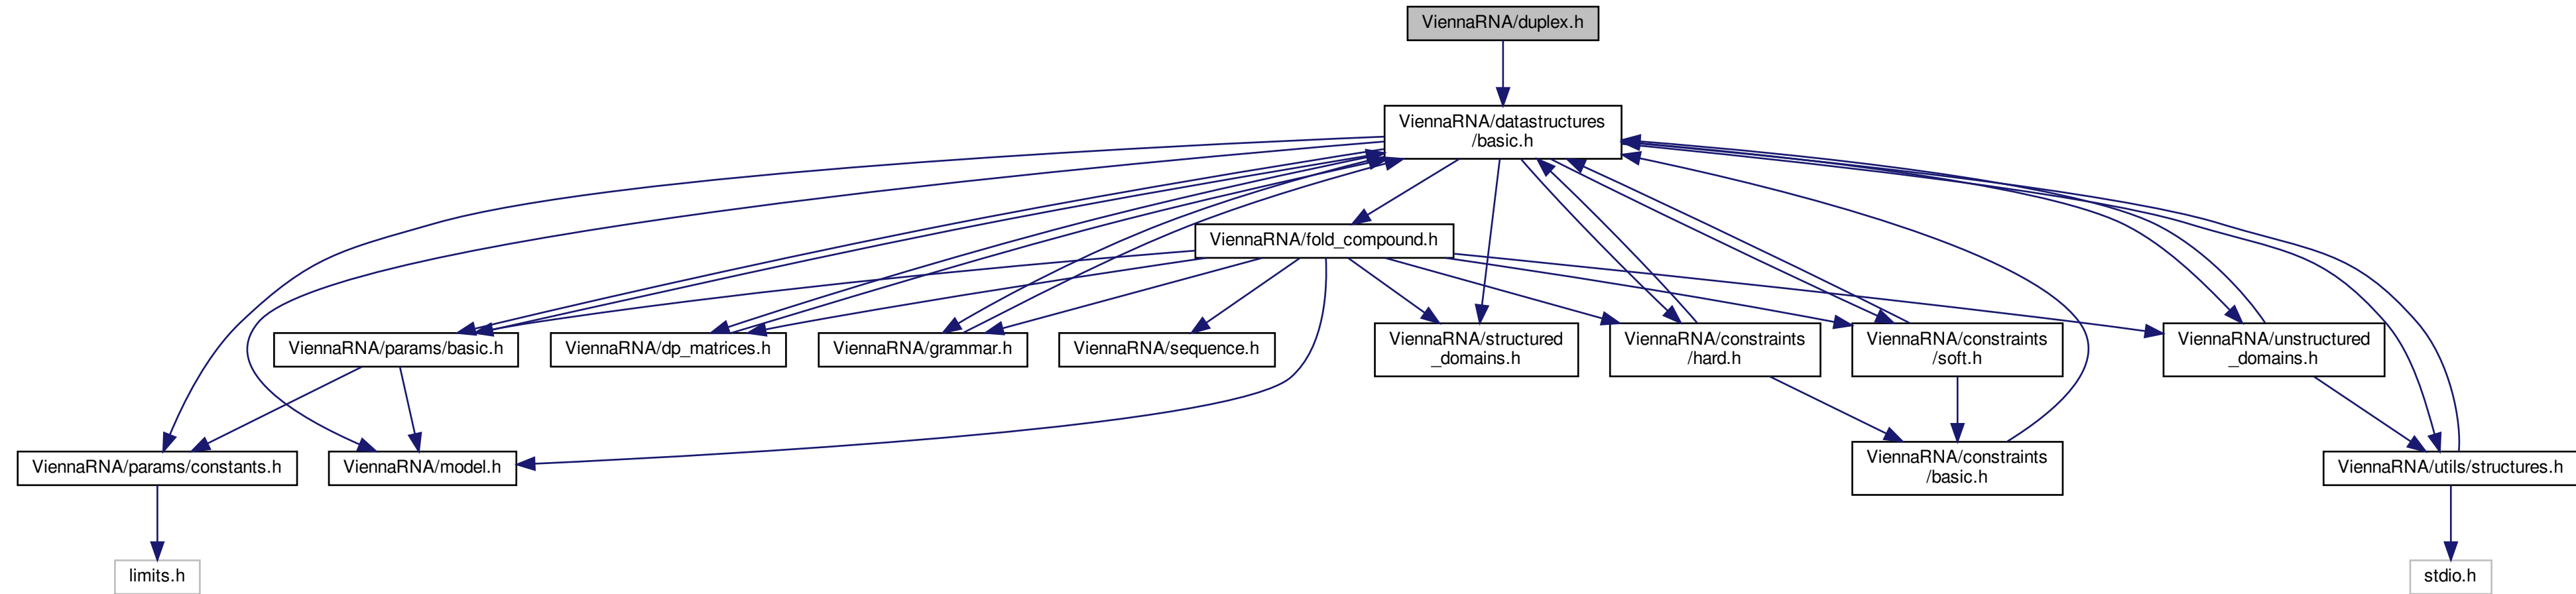 ViennaRNA/duplex.h
ViennaRNA/datastructures
/basic.h
ViennaRNA/fold_compound.h
ViennaRNA/params/basic.h
ViennaRNA/dp_matrices.h
ViennaRNA/grammar.h
ViennaRNA/sequence.h
ViennaRNA/structured
_domains.h
ViennaRNA/constraints
/hard.h
ViennaRNA/constraints
/soft.h
ViennaRNA/unstructured
_domains.h
ViennaRNA/params/constants.h
ViennaRNA/model.h
ViennaRNA/constraints
/basic.h
ViennaRNA/utils/structures.h
limits.h
stdio.h